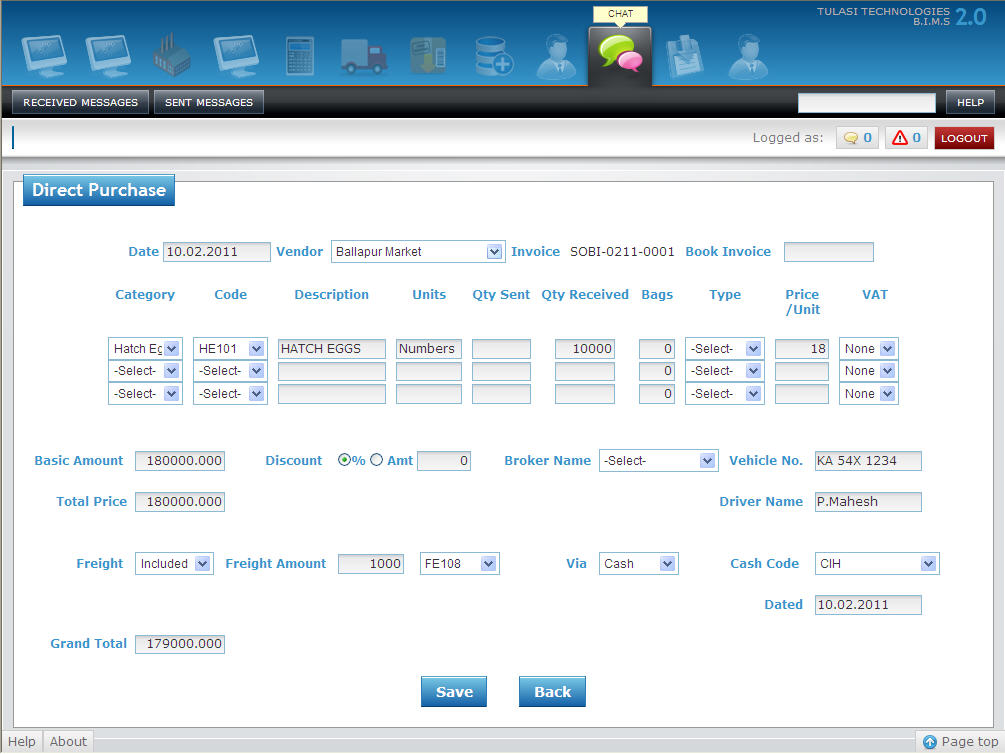 CHAT
TULASI TECHNOLOGIES
B.I.M.S 2.0
RECEIVED MESSAGES SENT MESSAGES HELP
Logged as: 0 0 LOGOUT
Direct Purchase
Date 10.02.2011 Vendor Ballapur Market Invoice SOBI-0211-0001 Book Invoice
Category Code Description Units Qty Sent Qty Received Bags Type Price VAT
/Unit
Hatch Eg HE101 HATCH EGGS Numbers 10000 0 -Select- 18 None
-Select- -Select- 0 -Select- None
-Select- -Select- 0 -Select- None
Basic Amount 180000.000 Discount % Amt 0 Broker Name -Select- Vehicle No. KA 54X 1234
Total Price 180000.000 Driver Name P.Mahesh
Freight Included Freight Amount 1000 FE108 Via Cash Cash Code CIH
Dated 10.02.2011
Grand Total 179000.000
Save Back
Help About Page top